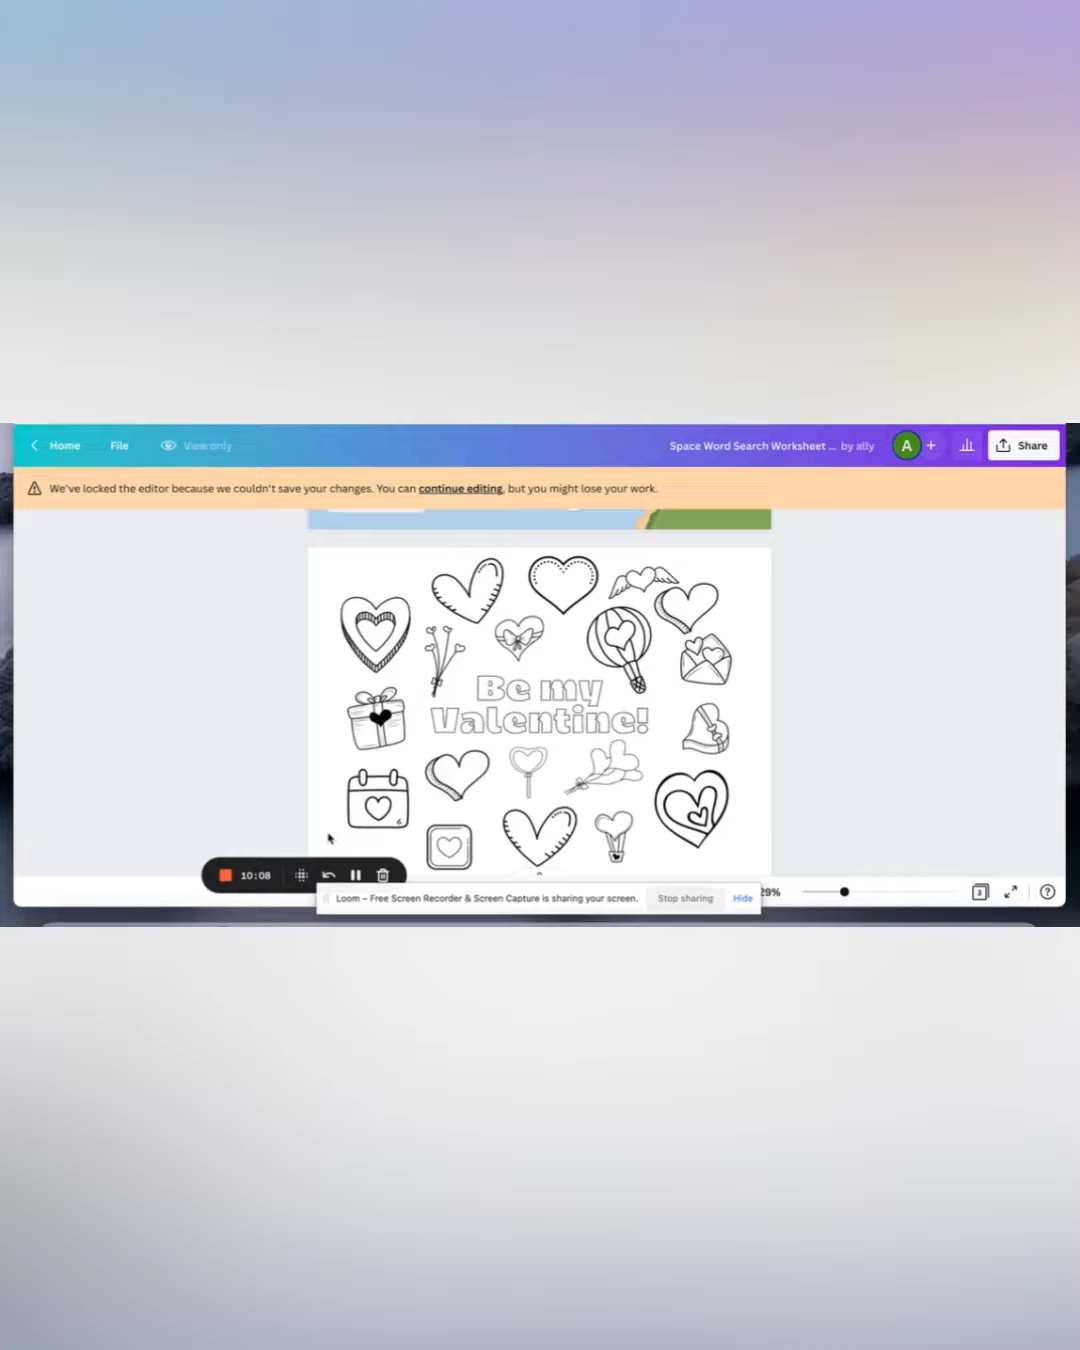 Home File View only Space Word Search Worksheet ... by ally A + Share
We've locked the editor because we couldn't save your changes. You can continue editing, but you might lose your work.
Be my
Valentine!
10:08
Loom – Free Screen Recorder & Screen Capture is sharing your screen. Stop sharing Hide
29% 3 ?